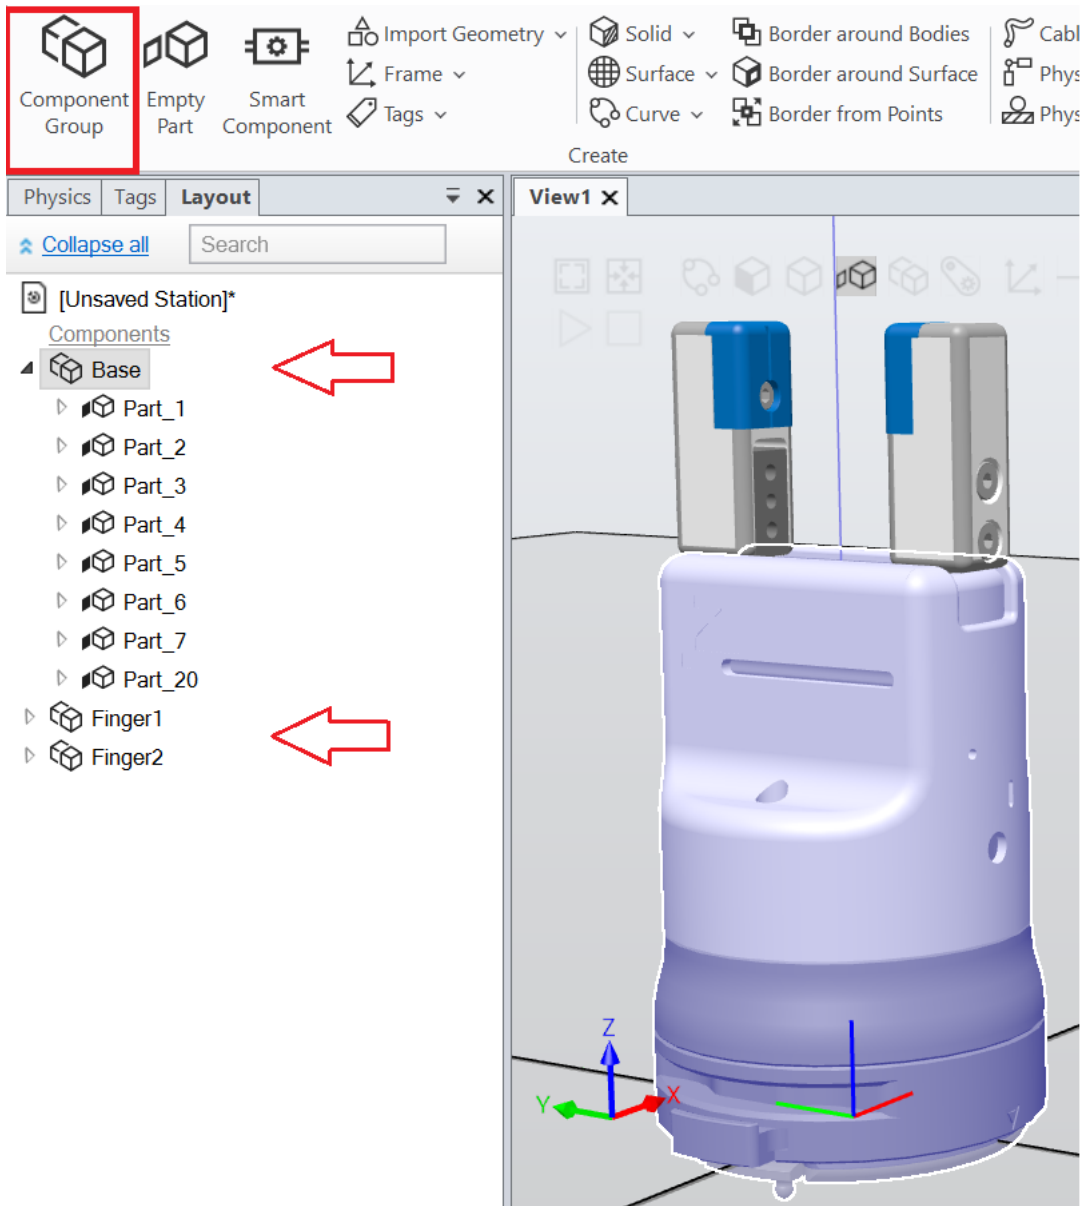 Component
Group
Empty
Part
Smart
Component
Import Geometry
Frame
Tags
Solid
Surface
Curve
Border around Bodies
Border around Surface
Border from Points
Create
Physics
Tags
Layout
View1
Collapse all
Search
[Unsaved Station]*
Components
Base
Part_1
Part_2
Part_3
Part_4
Part_5
Part_6
Part_7
Part_20
Finger1
Finger2
Z
Y
X